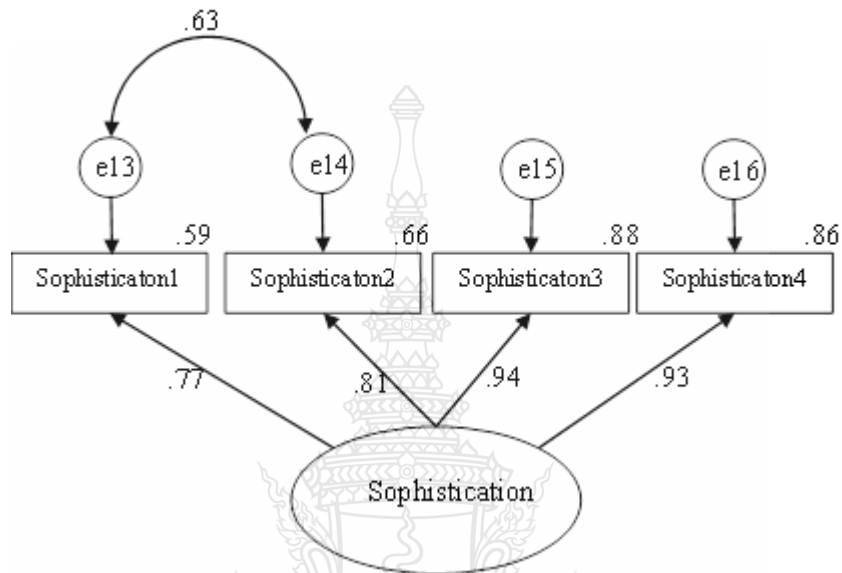 .63
e13 e14 e15 e16
.59 .66 .88 .86
Sophisticaton1 Sophisticaton2 Sophisticaton3 Sophisticaton4
.77 .81 .94 .93
Sophistication